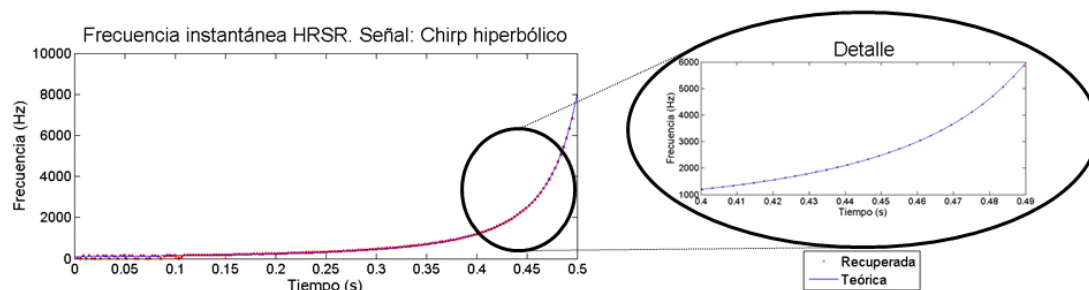 Frecuencia instantánea HRSR. Señal: Chirp hiperbólico
Frecuencia (Hz)
10000
8000
6000
4000
2000
0
0 0.05 0.1 0.15 0.2 0.25 0.3 0.35 0.4 0.45 0.5
Tiempo (s)
Detalle
Frecuencia (Hz)
6000
5000
4000
3000
2000
1000
0.4 0.41 0.42 0.43 0.44 0.45 0.46 0.47 0.48 0.49
Tiempo (s)
Recuperada
Teórica